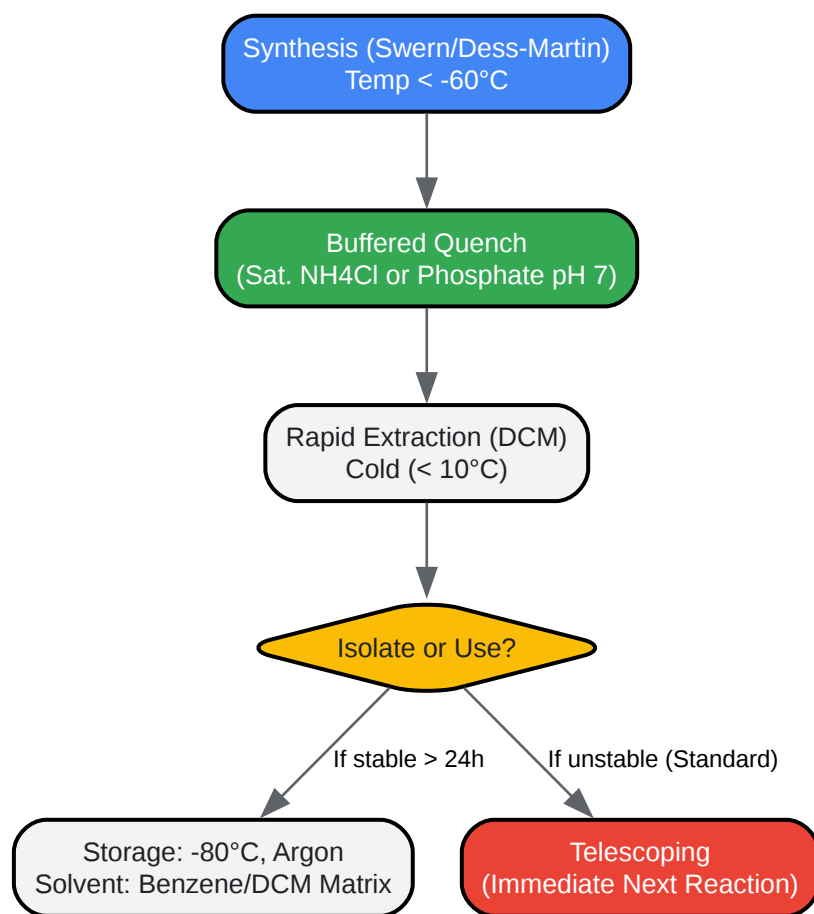 Synthesis (Swern/Dess-Martin)
Temp < -60°C
Buffered Quench
(Sat. NH4Cl or Phosphate pH 7)
Rapid Extraction (DCM)
Cold (< 10°C)
Isolate or Use?
If stable > 24h
If unstable (Standard)
Storage: -80°C, Argon
Solvent: Benzene/DCM Matrix
Telescoping
(Immediate Next Reaction)